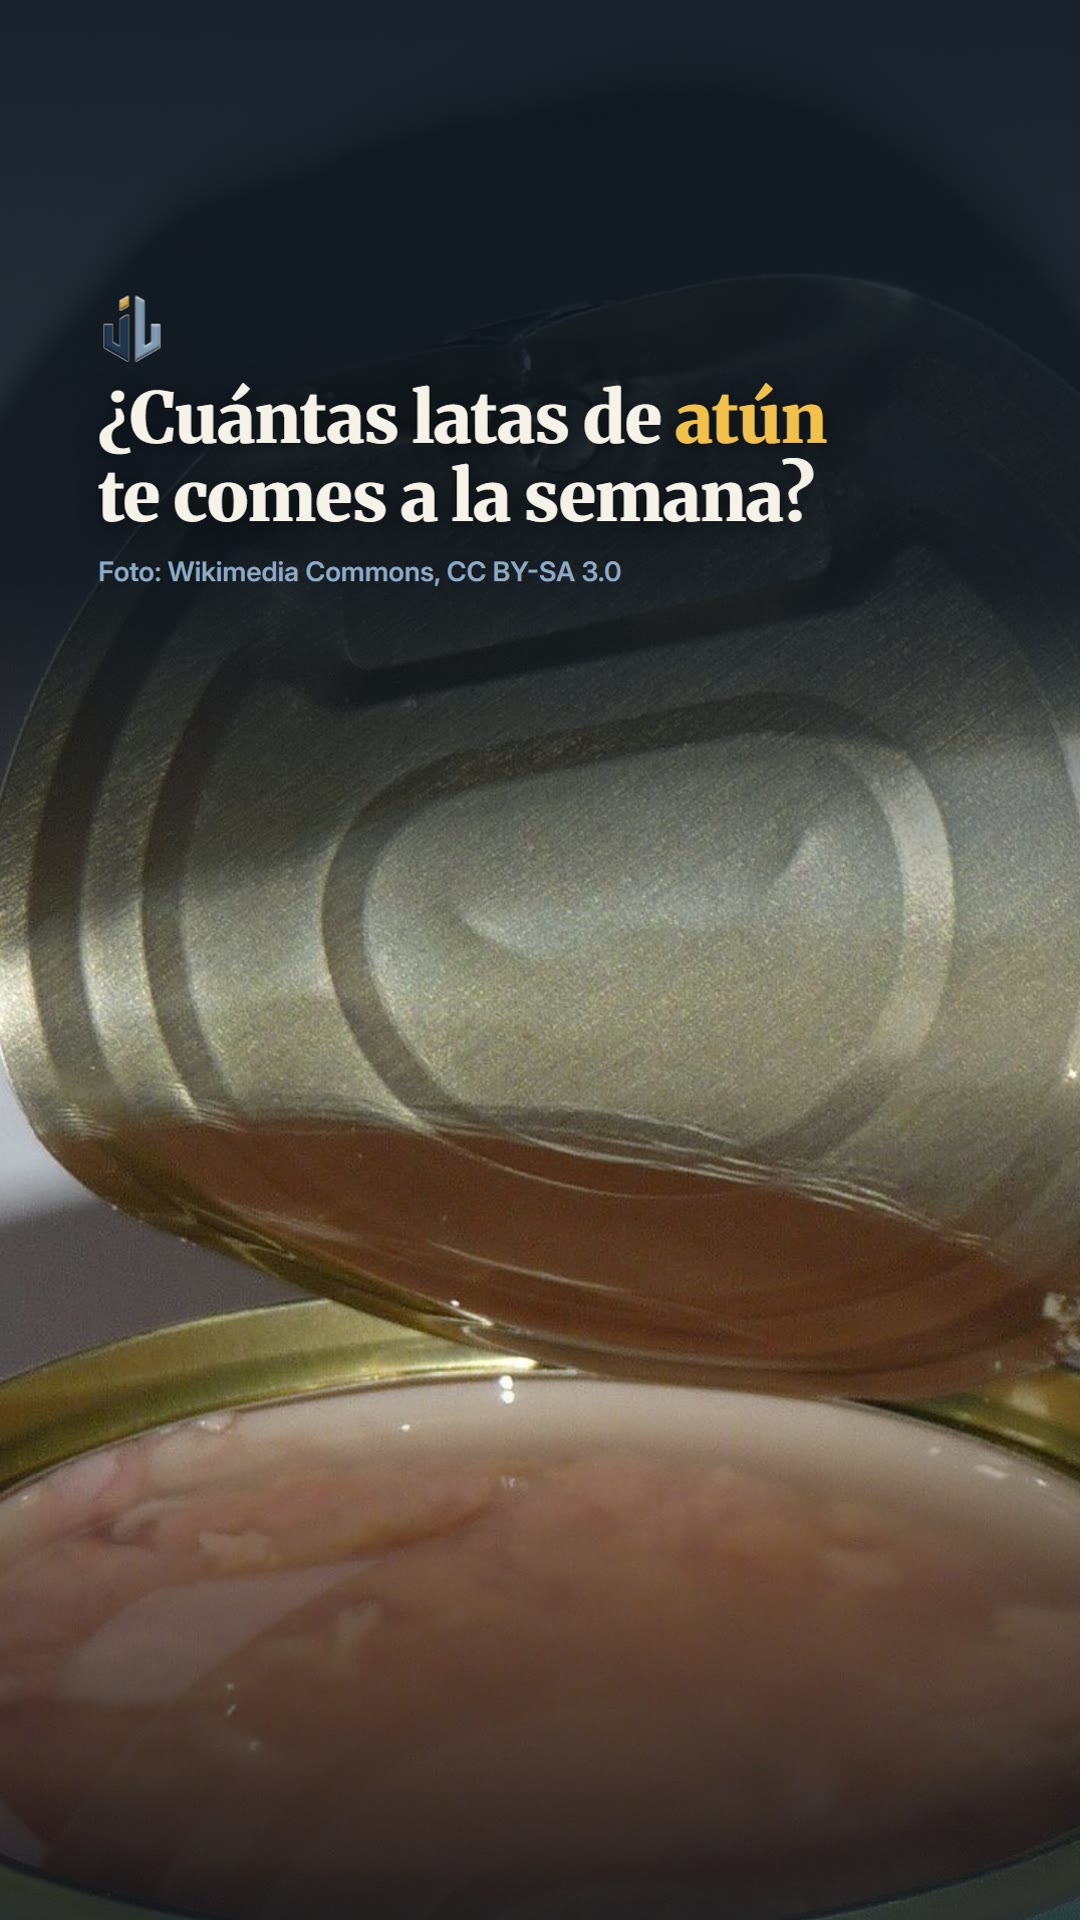 ¿Cuántas latas de atún
te comes a la semana?
Foto: Wikimedia Commons, CC BY-SA 3.0